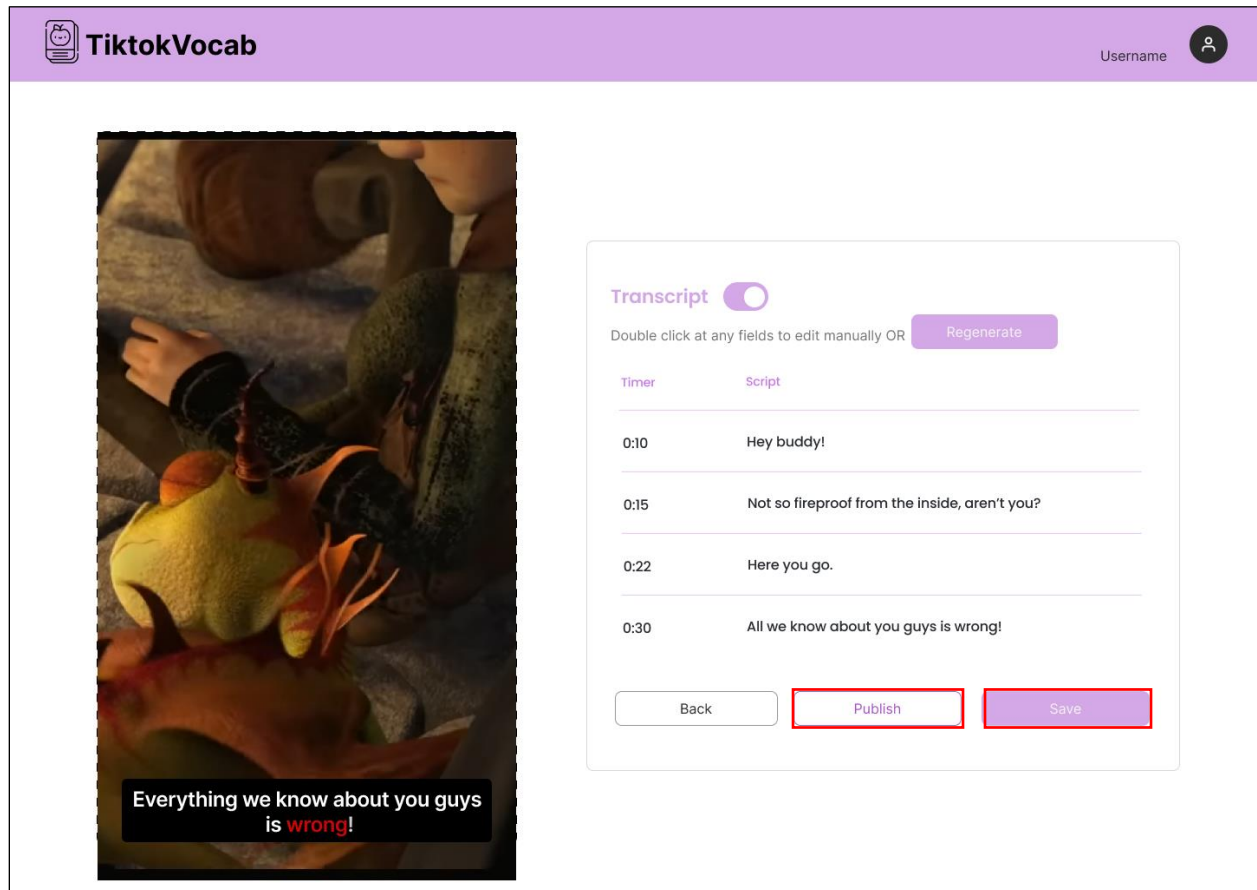 TiktokVocab
Username
Everything we know about you guys
is wrong!
Transcript
Double click at any fields to edit manually OR Regenerate
Timer Script
0:10 Hey buddy!
0:15 Not so fireproof from the inside, aren’t you?
0:22 Here you go.
0:30 All we know about you guys is wrong!
Back Publish Save